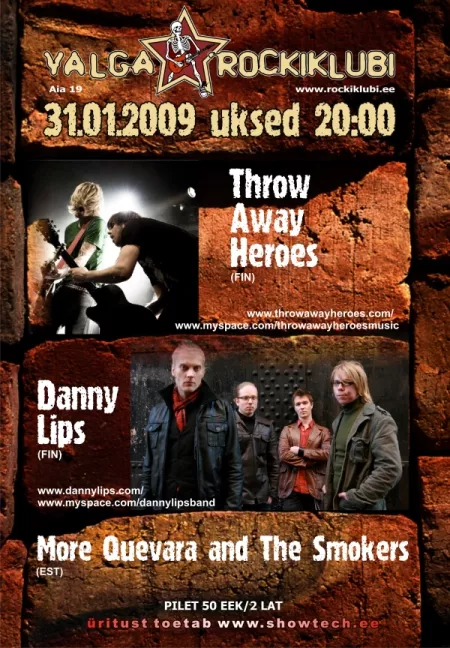 VALGA ROCKIKLUBI
Aia 19 www.rockiklubi.ee
31.01.2009 uksed 20:00
Throw
Away
Heroes
(FIN)
www.throwawayheroes.com/
www.myspace.com/throwawayheroesmusic
Danny
Lips
(FIN)
www.dannylips.com/
www.myspace.com/dannylipsband
More Quevara and The Smokers
(EST)
PILET 50 EEK/2 LAT
üritust toetab www.showtech.ee